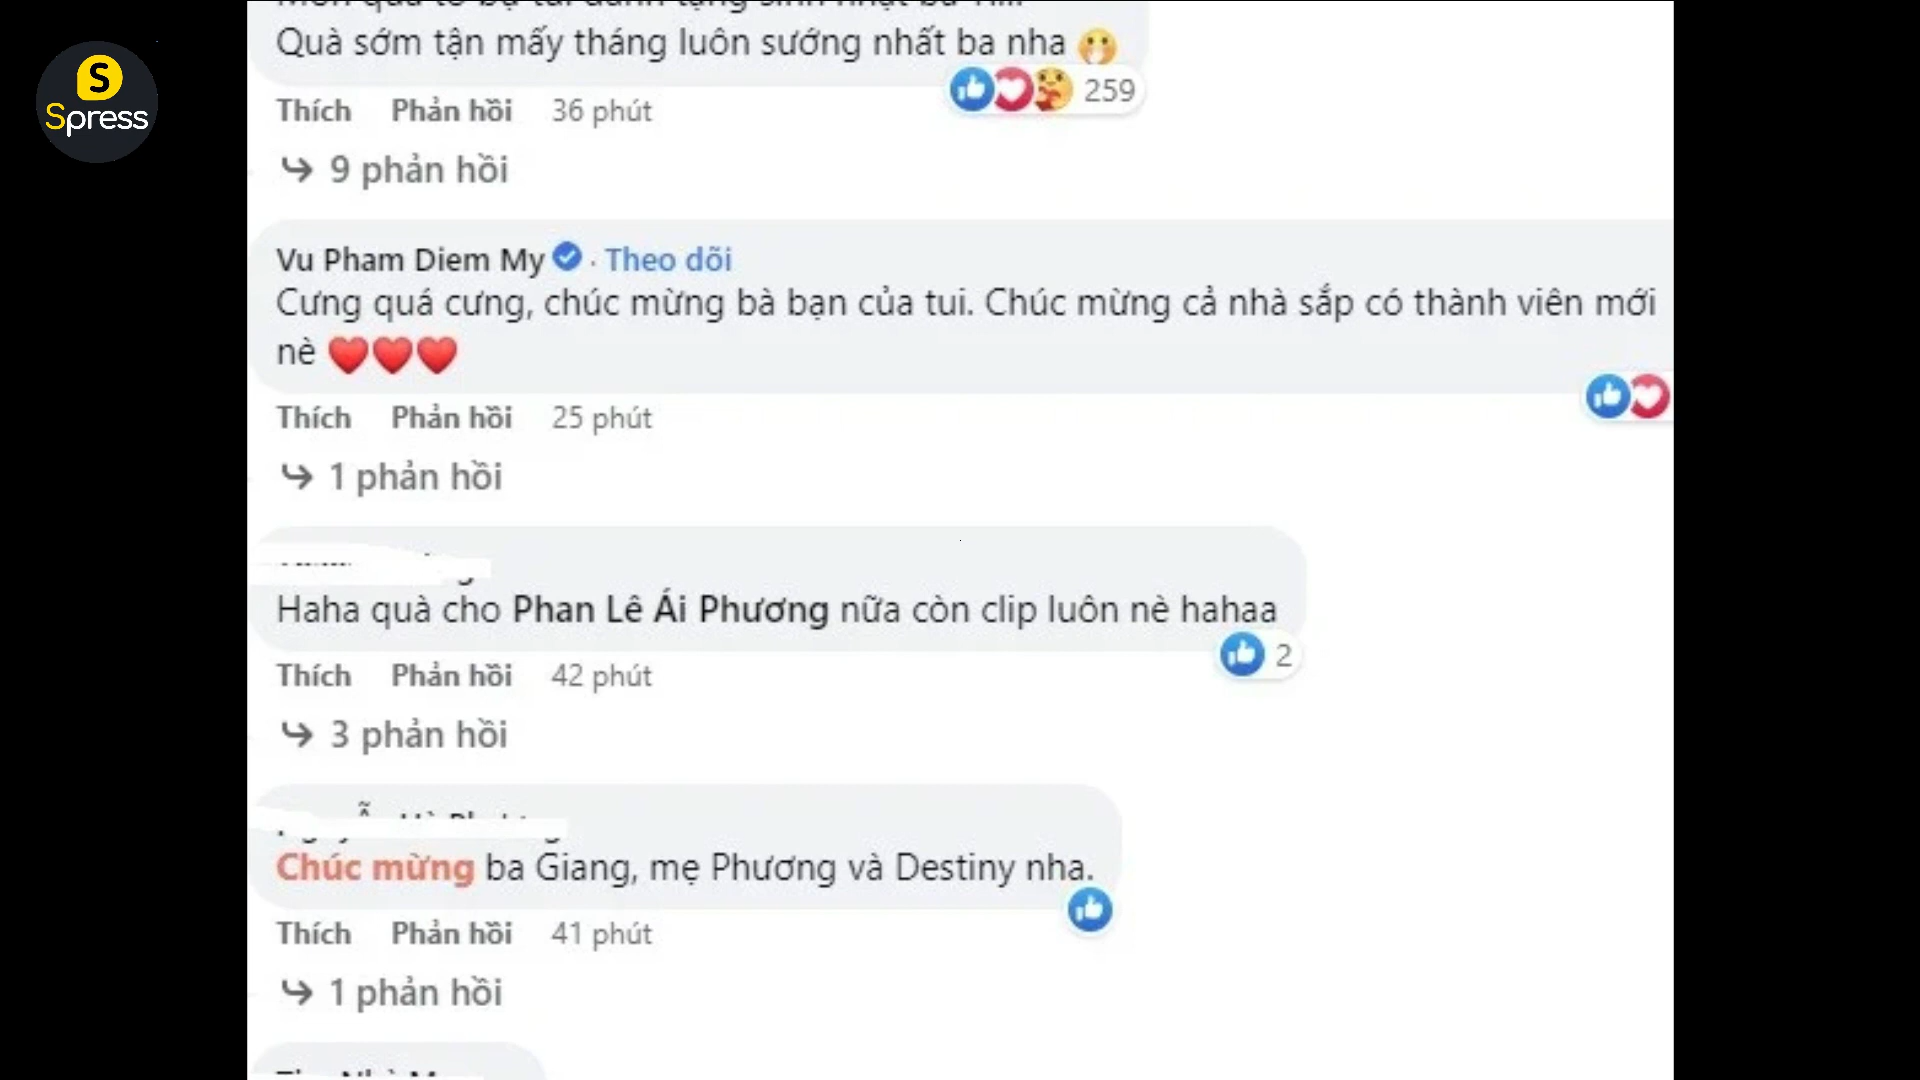 S
Spress
Quà sớm tận mấy tháng luôn sướng nhất ba nha
259
Thích Phản hồi 36 phút
9 phản hồi
Vu Pham Diem My · Theo dõi
Cưng quá cưng, chúc mừng bà bạn của tui. Chúc mừng cả nhà sắp có thành viên mới
nè
Thích Phản hồi 25 phút
1 phản hồi
Haha quà cho Phan Lê Ái Phương nữa còn clip luôn nè hahaa
2
Thích Phản hồi 42 phút
3 phản hồi
Chúc mừng ba Giang, mẹ Phương và Destiny nha.
Thích Phản hồi 41 phút
1 phản hồi